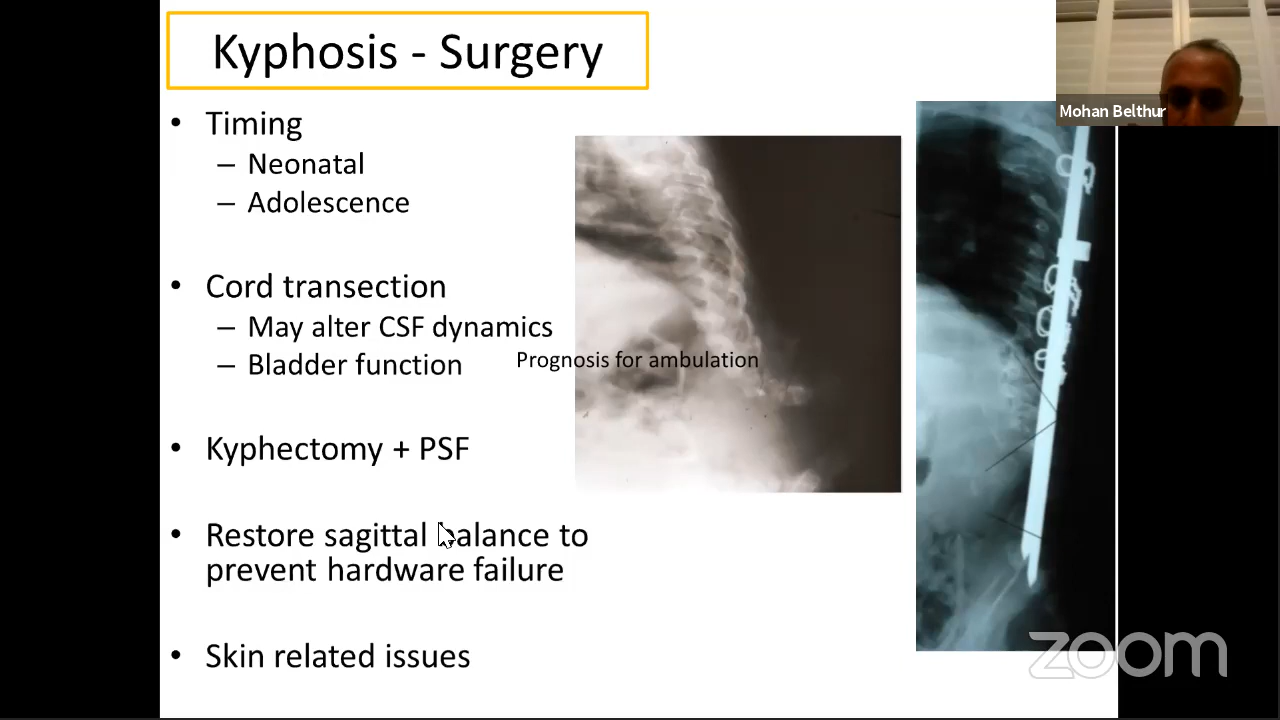 Kyphosis - Surgery
Mohan Belthur
• Timing
– Neonatal
– Adolescence
• Cord transection
– May alter CSF dynamics
– Bladder function
Prognosis for ambulation
• Kyphectomy + PSF
• Restore sagittal balance to
prevent hardware failure
• Skin related issues
zoom